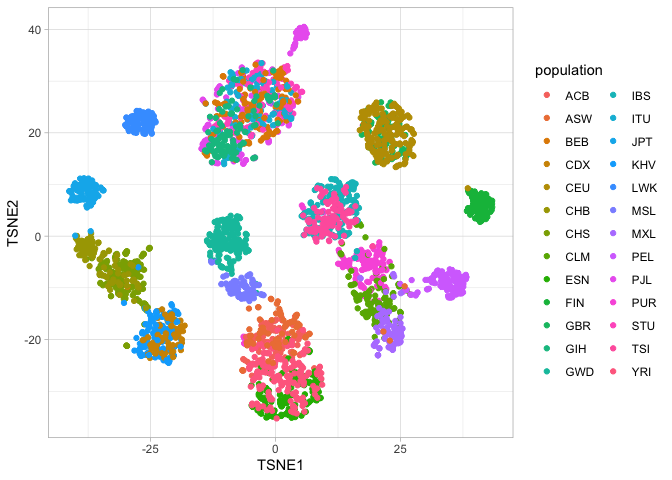 40
20
0
-20
-25
0
25
TSNE1
TSNE2
population
ACB
ASW
BEB
CDX
CEU
CHB
CHS
CLM
ESN
FIN
GBR
GIH
GWD
IBS
ITU
JPT
KHV
LWK
MSL
MXL
PEL
PJL
PUR
STU
TSI
YRI